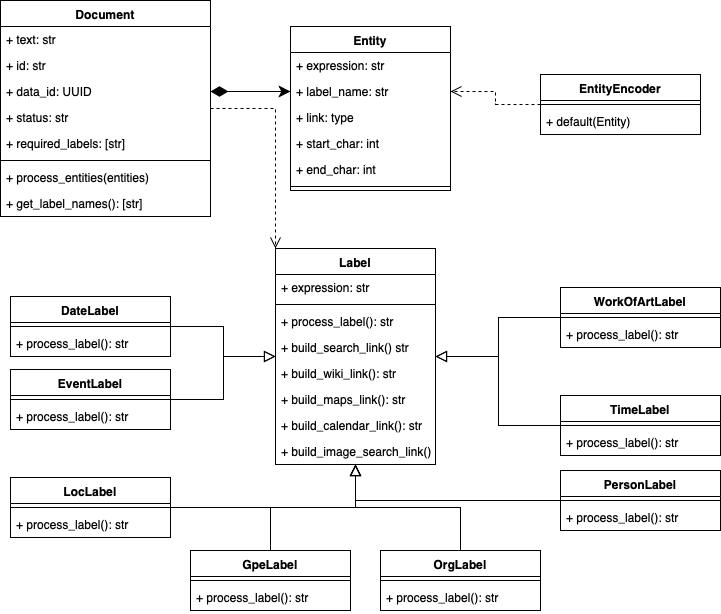 Document
+ text: str
+ id: str
+ data_id: UUID
+ status: str
+ required_labels: [str]
+ process_entities(entities)
+ get_label_names(): [str]
Entity
+ expression: str
+ label_name: str
+ link: type
+ start_char: int
+ end_char: int
EntityEncoder
+ default(Entity)
Label
+ expression: str
+ process_label(): str
+ build_search_link() str
+ build_wiki_link(): str
+ build_maps_link(): str
+ build_calendar_link(): str
+ build_image_search_link()
DateLabel
+ process_label(): str
EventLabel
+ process_label(): str
WorkOfArtLabel
+ process_label(): str
TimeLabel
+ process_label(): str
LocLabel
+ process_label(): str
PersonLabel
+ process_label(): str
GpeLabel
+ process_label(): str
OrgLabel
+ process_label(): str